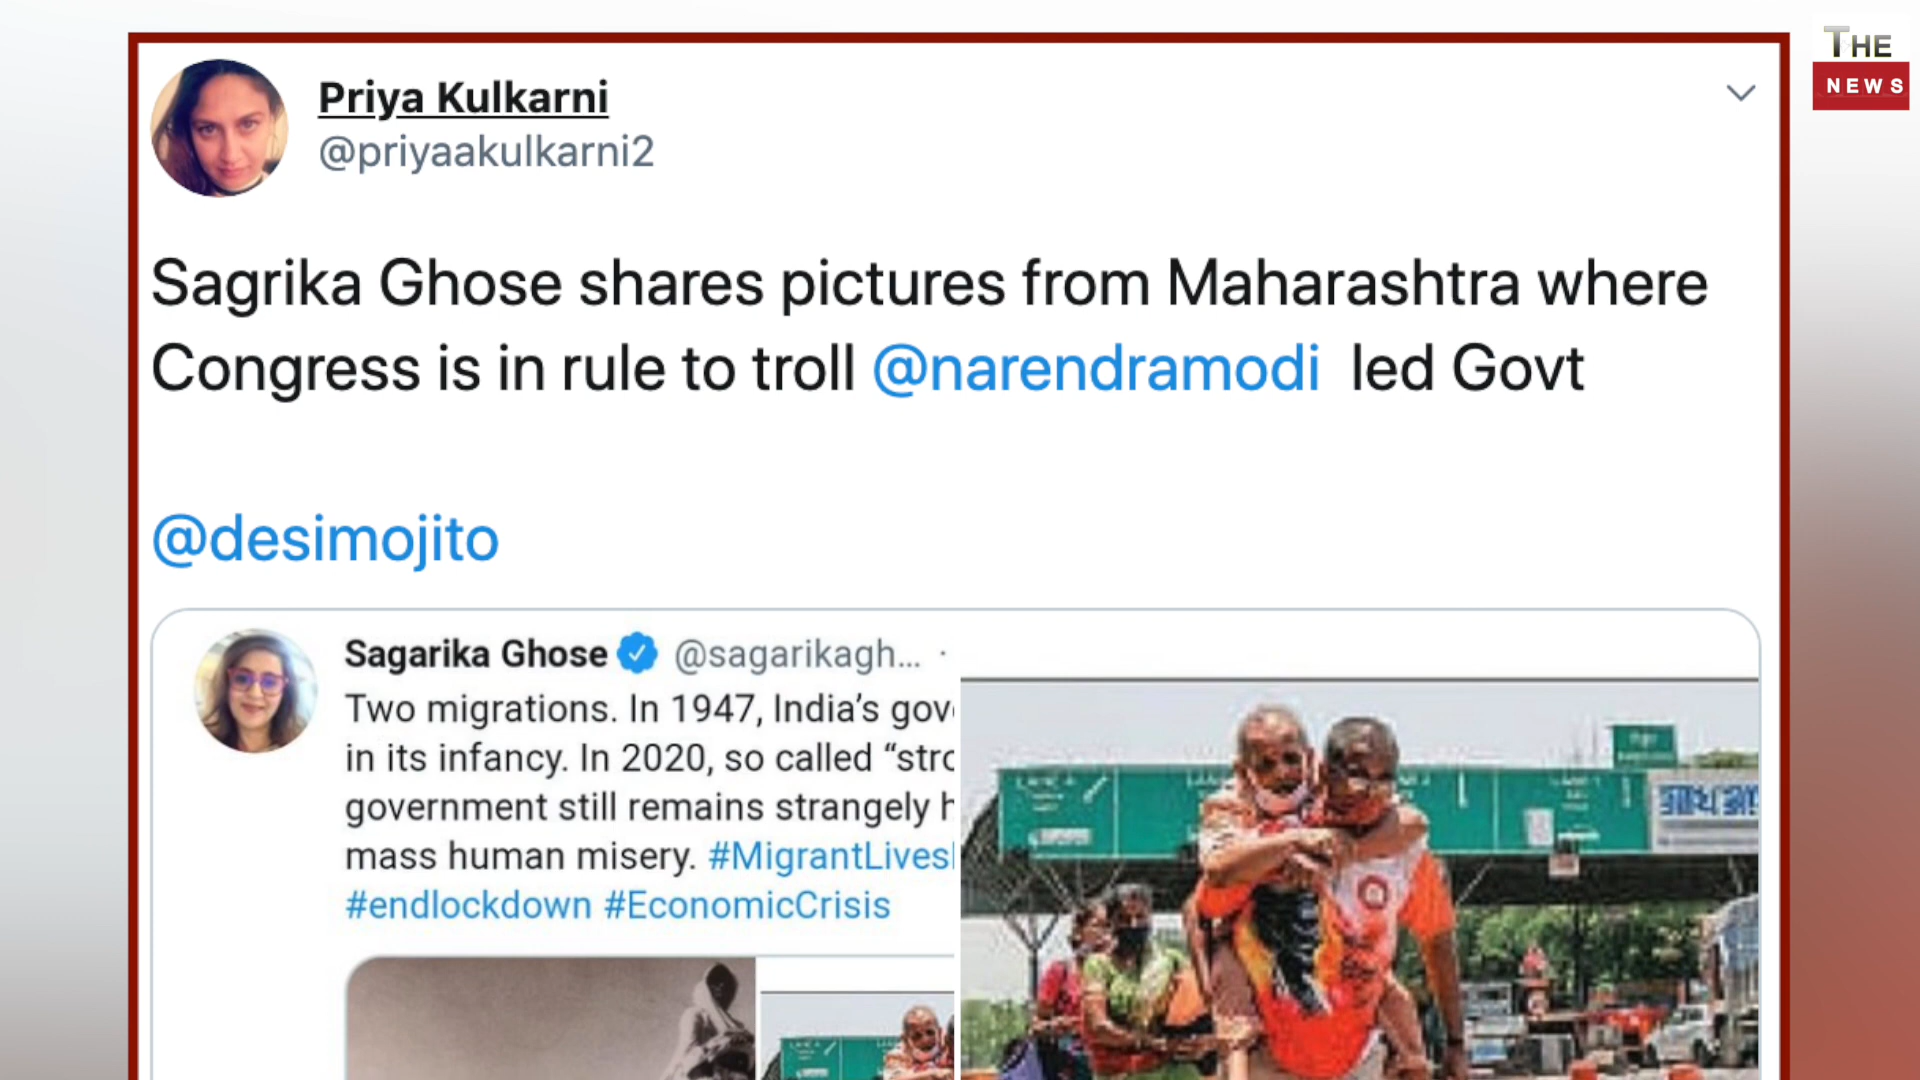 THE
NEWS
Priya Kulkarni
@priyaakulkarni2
Sagrika Ghose shares pictures from Maharashtra where
Congress is in rule to troll @narendramodi led Govt
@desimojito
Sagarika Ghose @sagarikagh... ·
Two migrations. In 1947, India’s gov
in its infancy. In 2020, so called “stro
government still remains strangely h
mass human misery. #MigrantLives
#endlockdown #EconomicCrisis